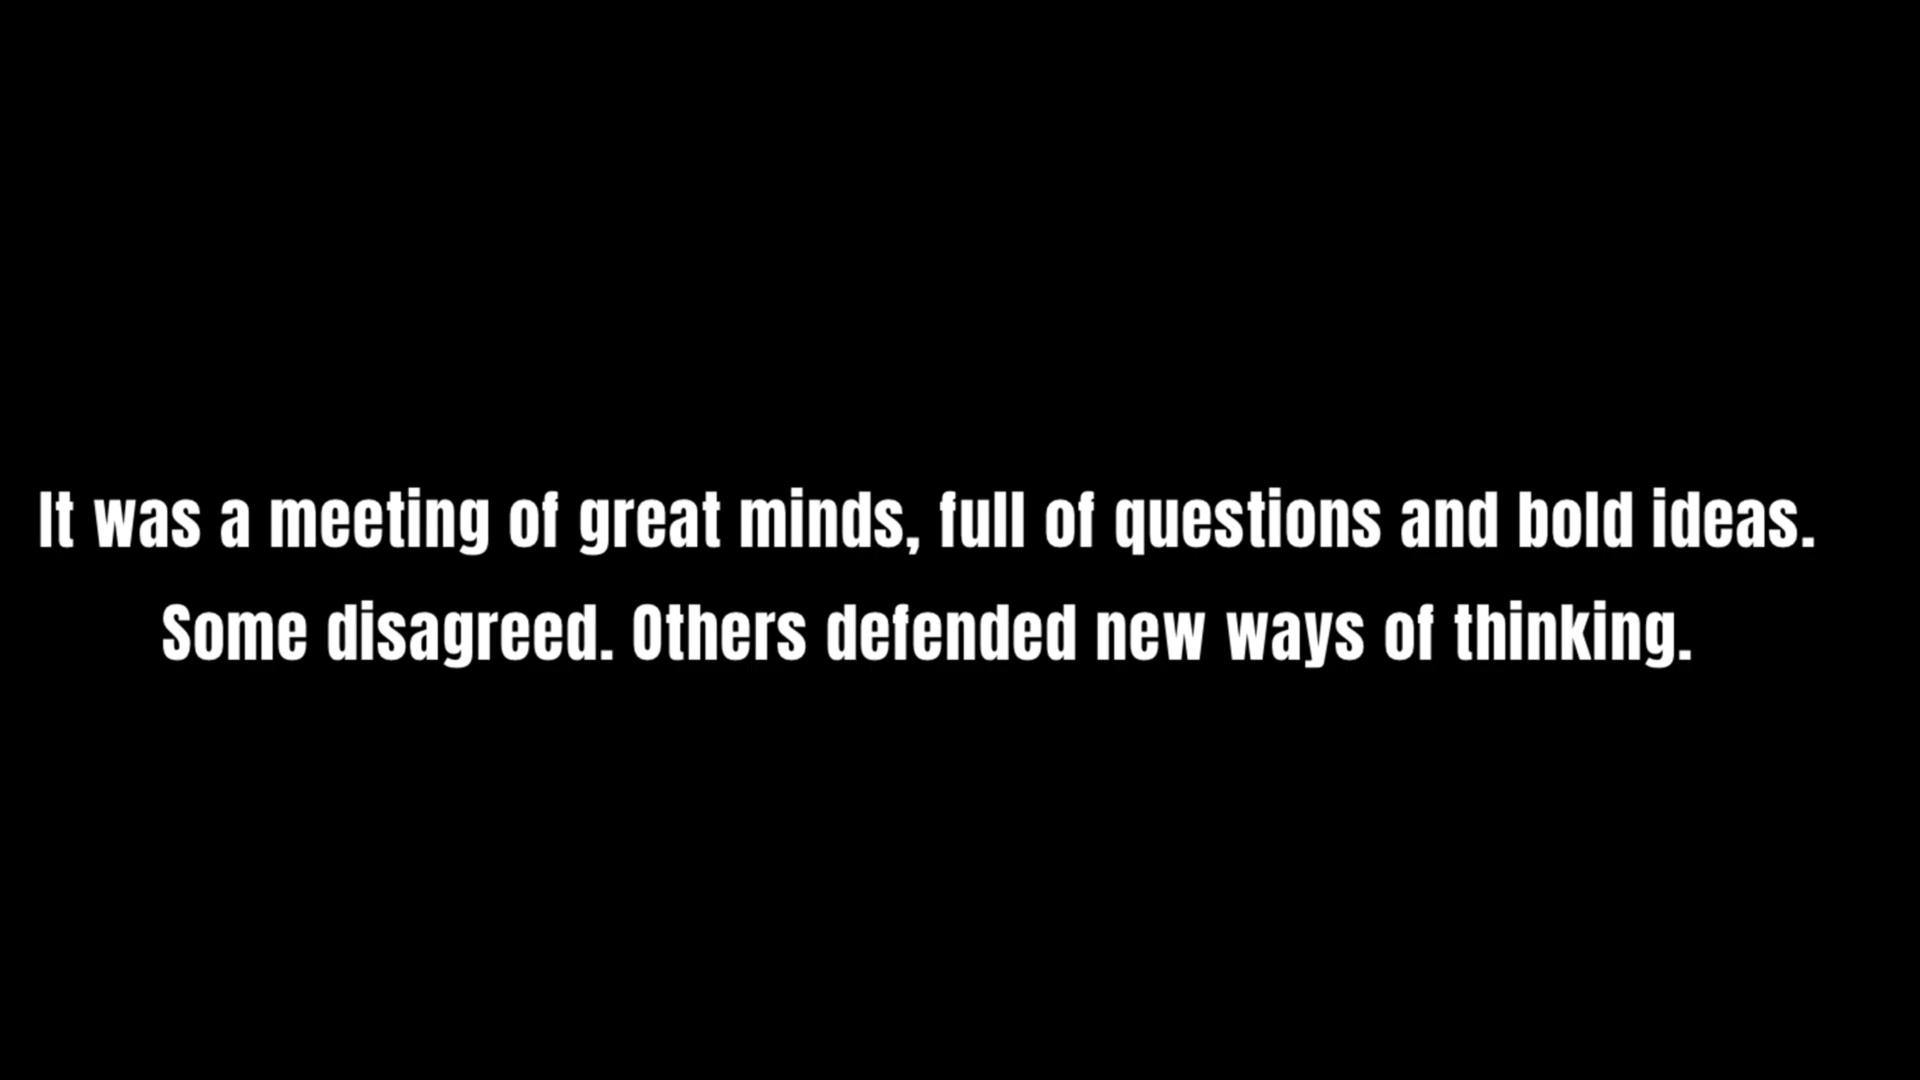 It was a meeting of great minds, full of questions and bold ideas.
Some disagreed. Others defended new ways of thinking.